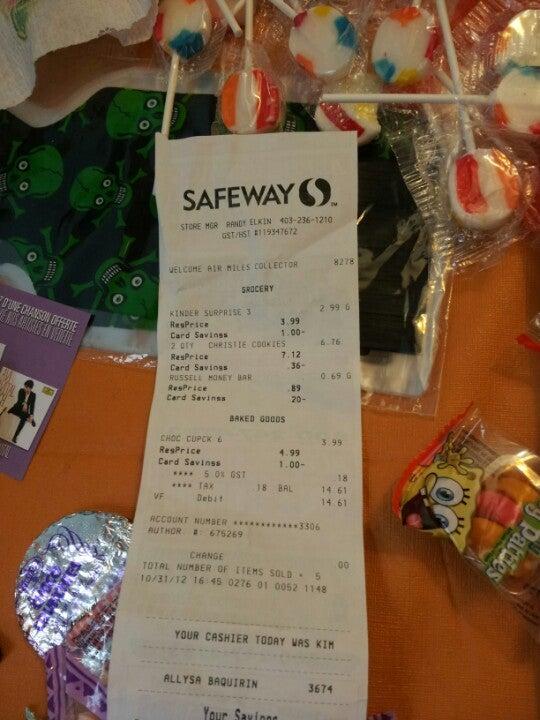 SAFEWAY
TM
STORE MGR RANDY ELKIN 403-236-1210
GST/HST #119347672
WELCOME AIR MILES COLLECTOR 8278
GROCERY
KINDER SURPRISE 3 2 99 G
RegPrice 3.99
Card Savings 1.00-
2 QTY CHRISTIE COOKIES 6.76
RegPrice 7.12
Card Savings .36-
RUSSELL MONEY BAR 0.69 G
RegPrice .89
Card Savings 20-
BAKED GOODS
CHOC CUPCK 6 3.99
RegPrice 4.99
Card Savings 1.00-
**** 5 0% GST 18
**** TAX 18 BAL 14 61
VF Debit 14.61
ACCOUNT NUMBER ************3306
AUTHOR #: 675269
CHANGE 00
TOTAL NUMBER OF ITEMS SOLD = 5
10/31/12 16 45 0276 01 0052 1148
YOUR CASHIER TODAY WAS KIM
ALLYSA BAQUIRIN 3674
Your Savings
D'UNE CHANSON OFFERTE
Patties